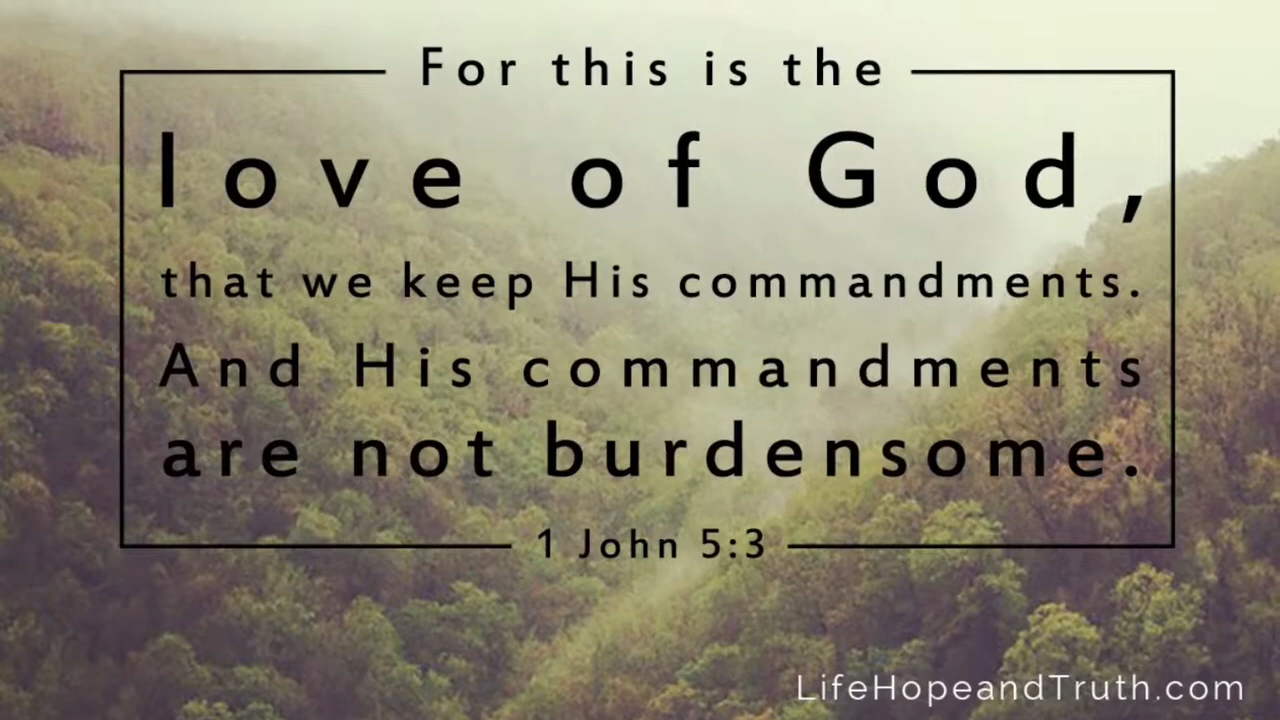 For this is the
love of God,
that we keep His commandments.
And His commandments
are not burdensome.
1 John 5:3
LifeHopeandTruth.com